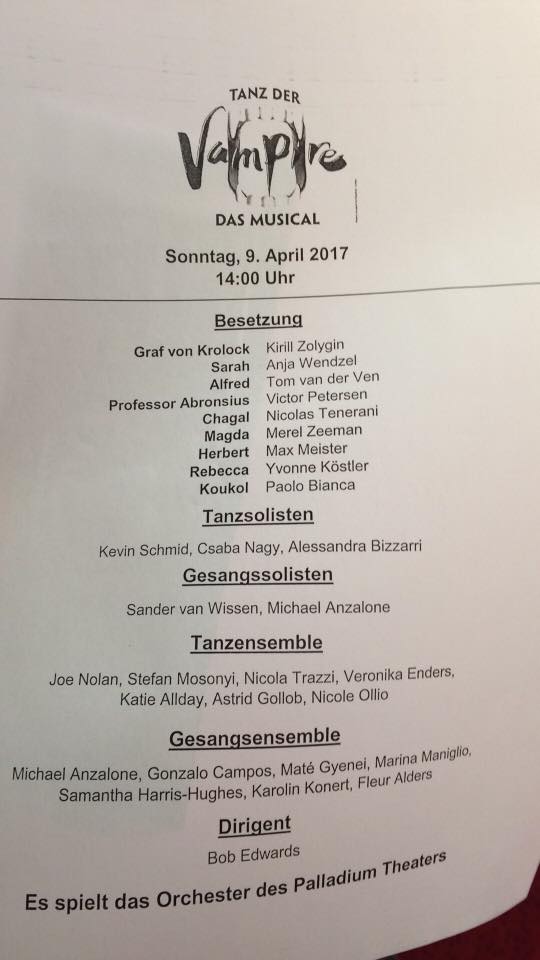 TANZ DER
Vampire
DAS MUSICAL
Sonntag, 9. April 2017
14:00 Uhr
Besetzung
Graf von Krolock Kirill Zolygin
Sarah Anja Wendzel
Alfred Tom van der Ven
Professor Abronsius Victor Petersen
Chagal Nicolas Tenerani
Magda Merel Zeeman
Herbert Max Meister
Rebecca Yvonne Köstler
Koukol Paolo Bianca
Tanzsolisten
Kevin Schmid, Csaba Nagy, Alessandra Bizzarri
Gesangssolisten
Sander van Wissen, Michael Anzalone
Tanzensemble
Joe Nolan, Stefan Mosonyi, Nicola Trazzi, Veronika Enders,
Katie Allday, Astrid Gollob, Nicole Ollio
Gesangsensemble
Michael Anzalone, Gonzalo Campos, Maté Gyenei, Marina Maniglio,
Samantha Harris-Hughes, Karolin Konert, Fleur Alders
Dirigent
Bob Edwards
Es spielt das Orchester des Palladium Theaters